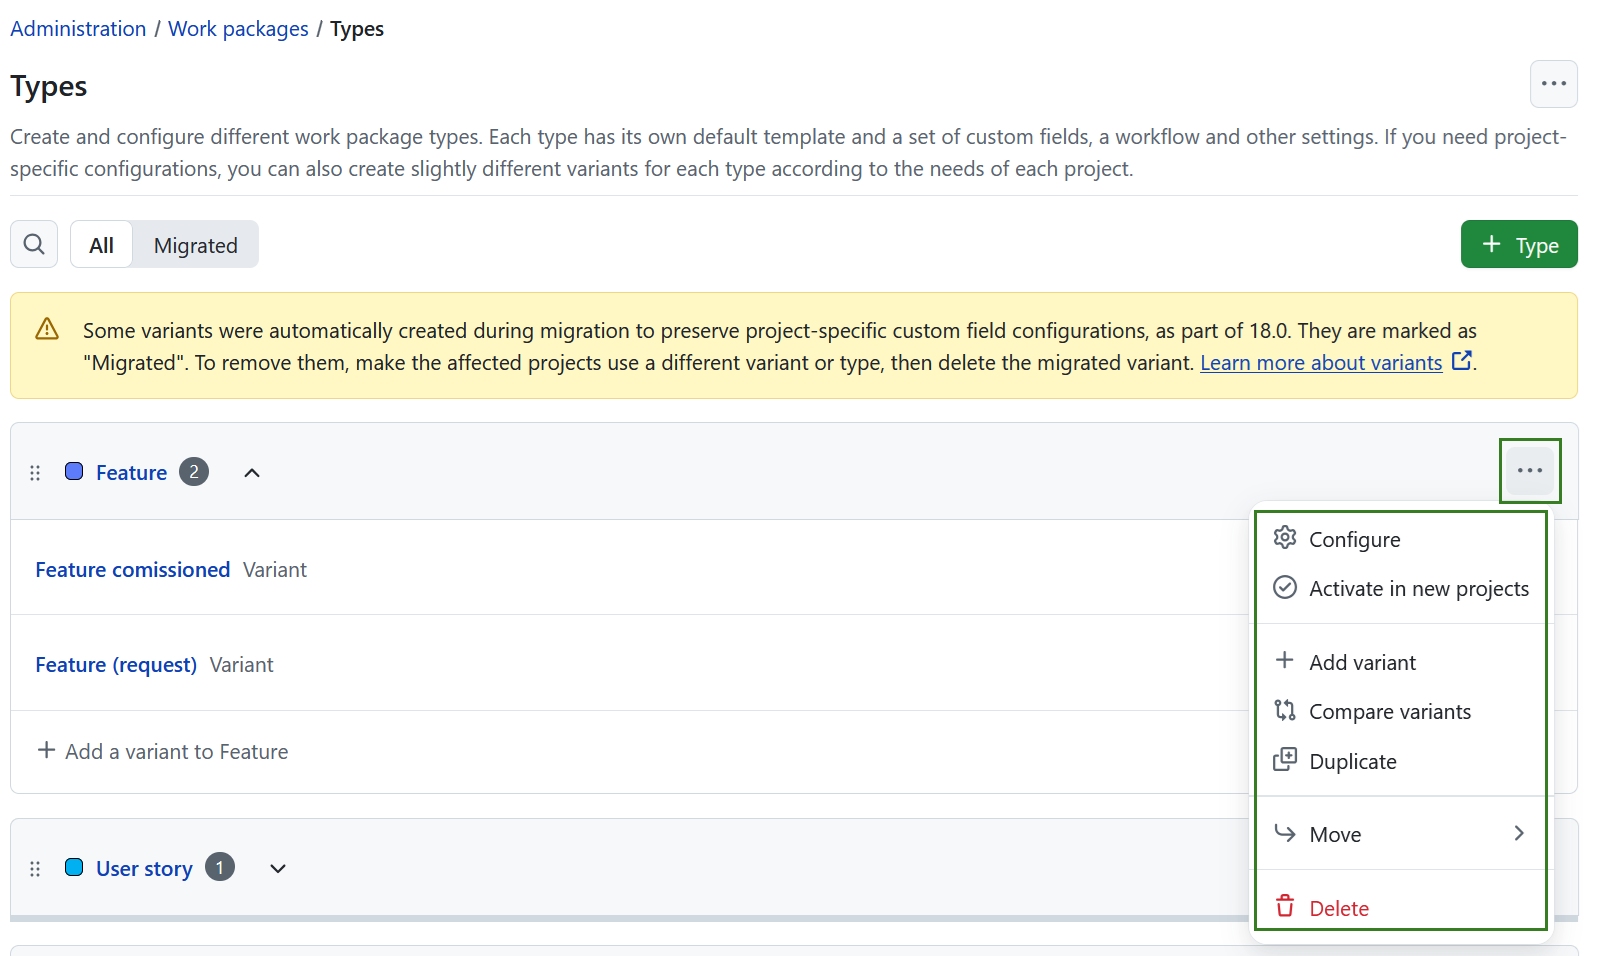 Administration / Work packages / Types
Types
Create and configure different work package types. Each type has its own default template and a set of custom fields, a workflow and other settings. If you need project-
specific configurations, you can also create slightly different variants for each type according to the needs of each project.
All Migrated
+ Type
Some variants were automatically created during migration to preserve project-specific custom field configurations, as part of 18.0. They are marked as
"Migrated". To remove them, make the affected projects use a different variant or type, then delete the migrated variant. Learn more about variants.
Feature 2
Feature comissioned Variant
Feature (request) Variant
+ Add a variant to Feature
User story 1
Configure
Activate in new projects
Add variant
Compare variants
Duplicate
Move
Delete